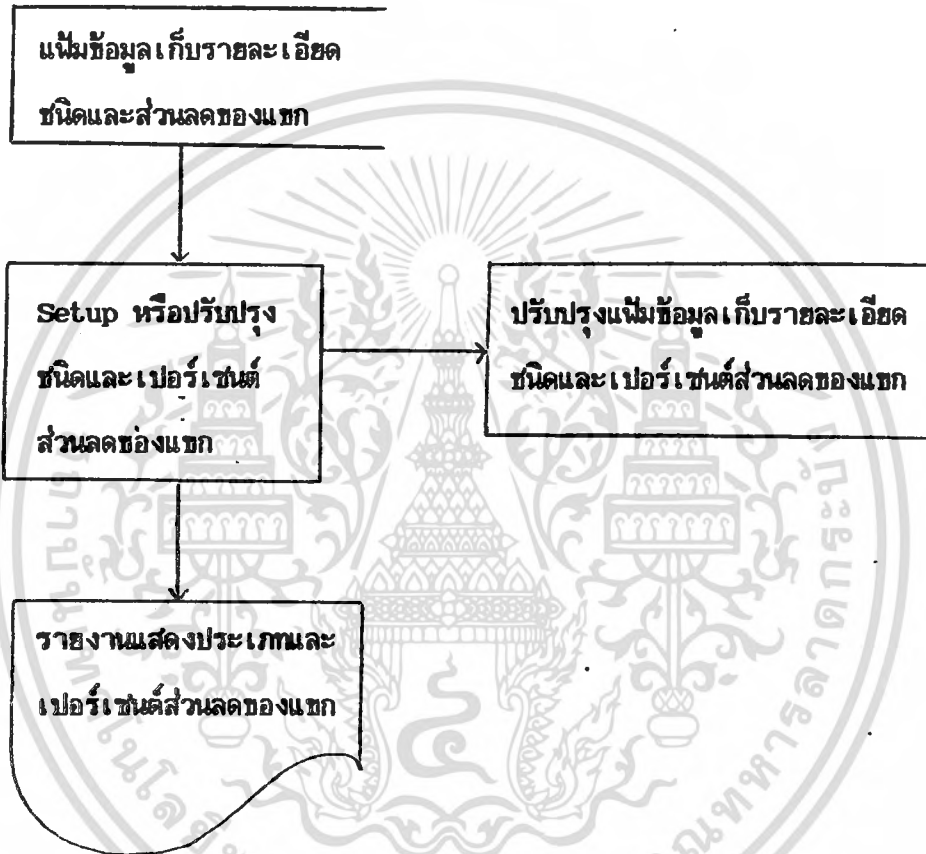 แฟ้มข้อมูลเก็บรายละเอียด
ชนิดและส่วนลดของแขก
Setup หรือปรับปรุง
ชนิดและเปอร์เซนต์
ส่วนลดช่องแขก
ปรับปรุงแฟ้มข้อมูลเก็บรายละเอียด
ชนิดและเปอร์เซนต์ส่วนลดของแขก
รายงานแสดงประเภทและ
เปอร์เซนต์ส่วนลดของแขก